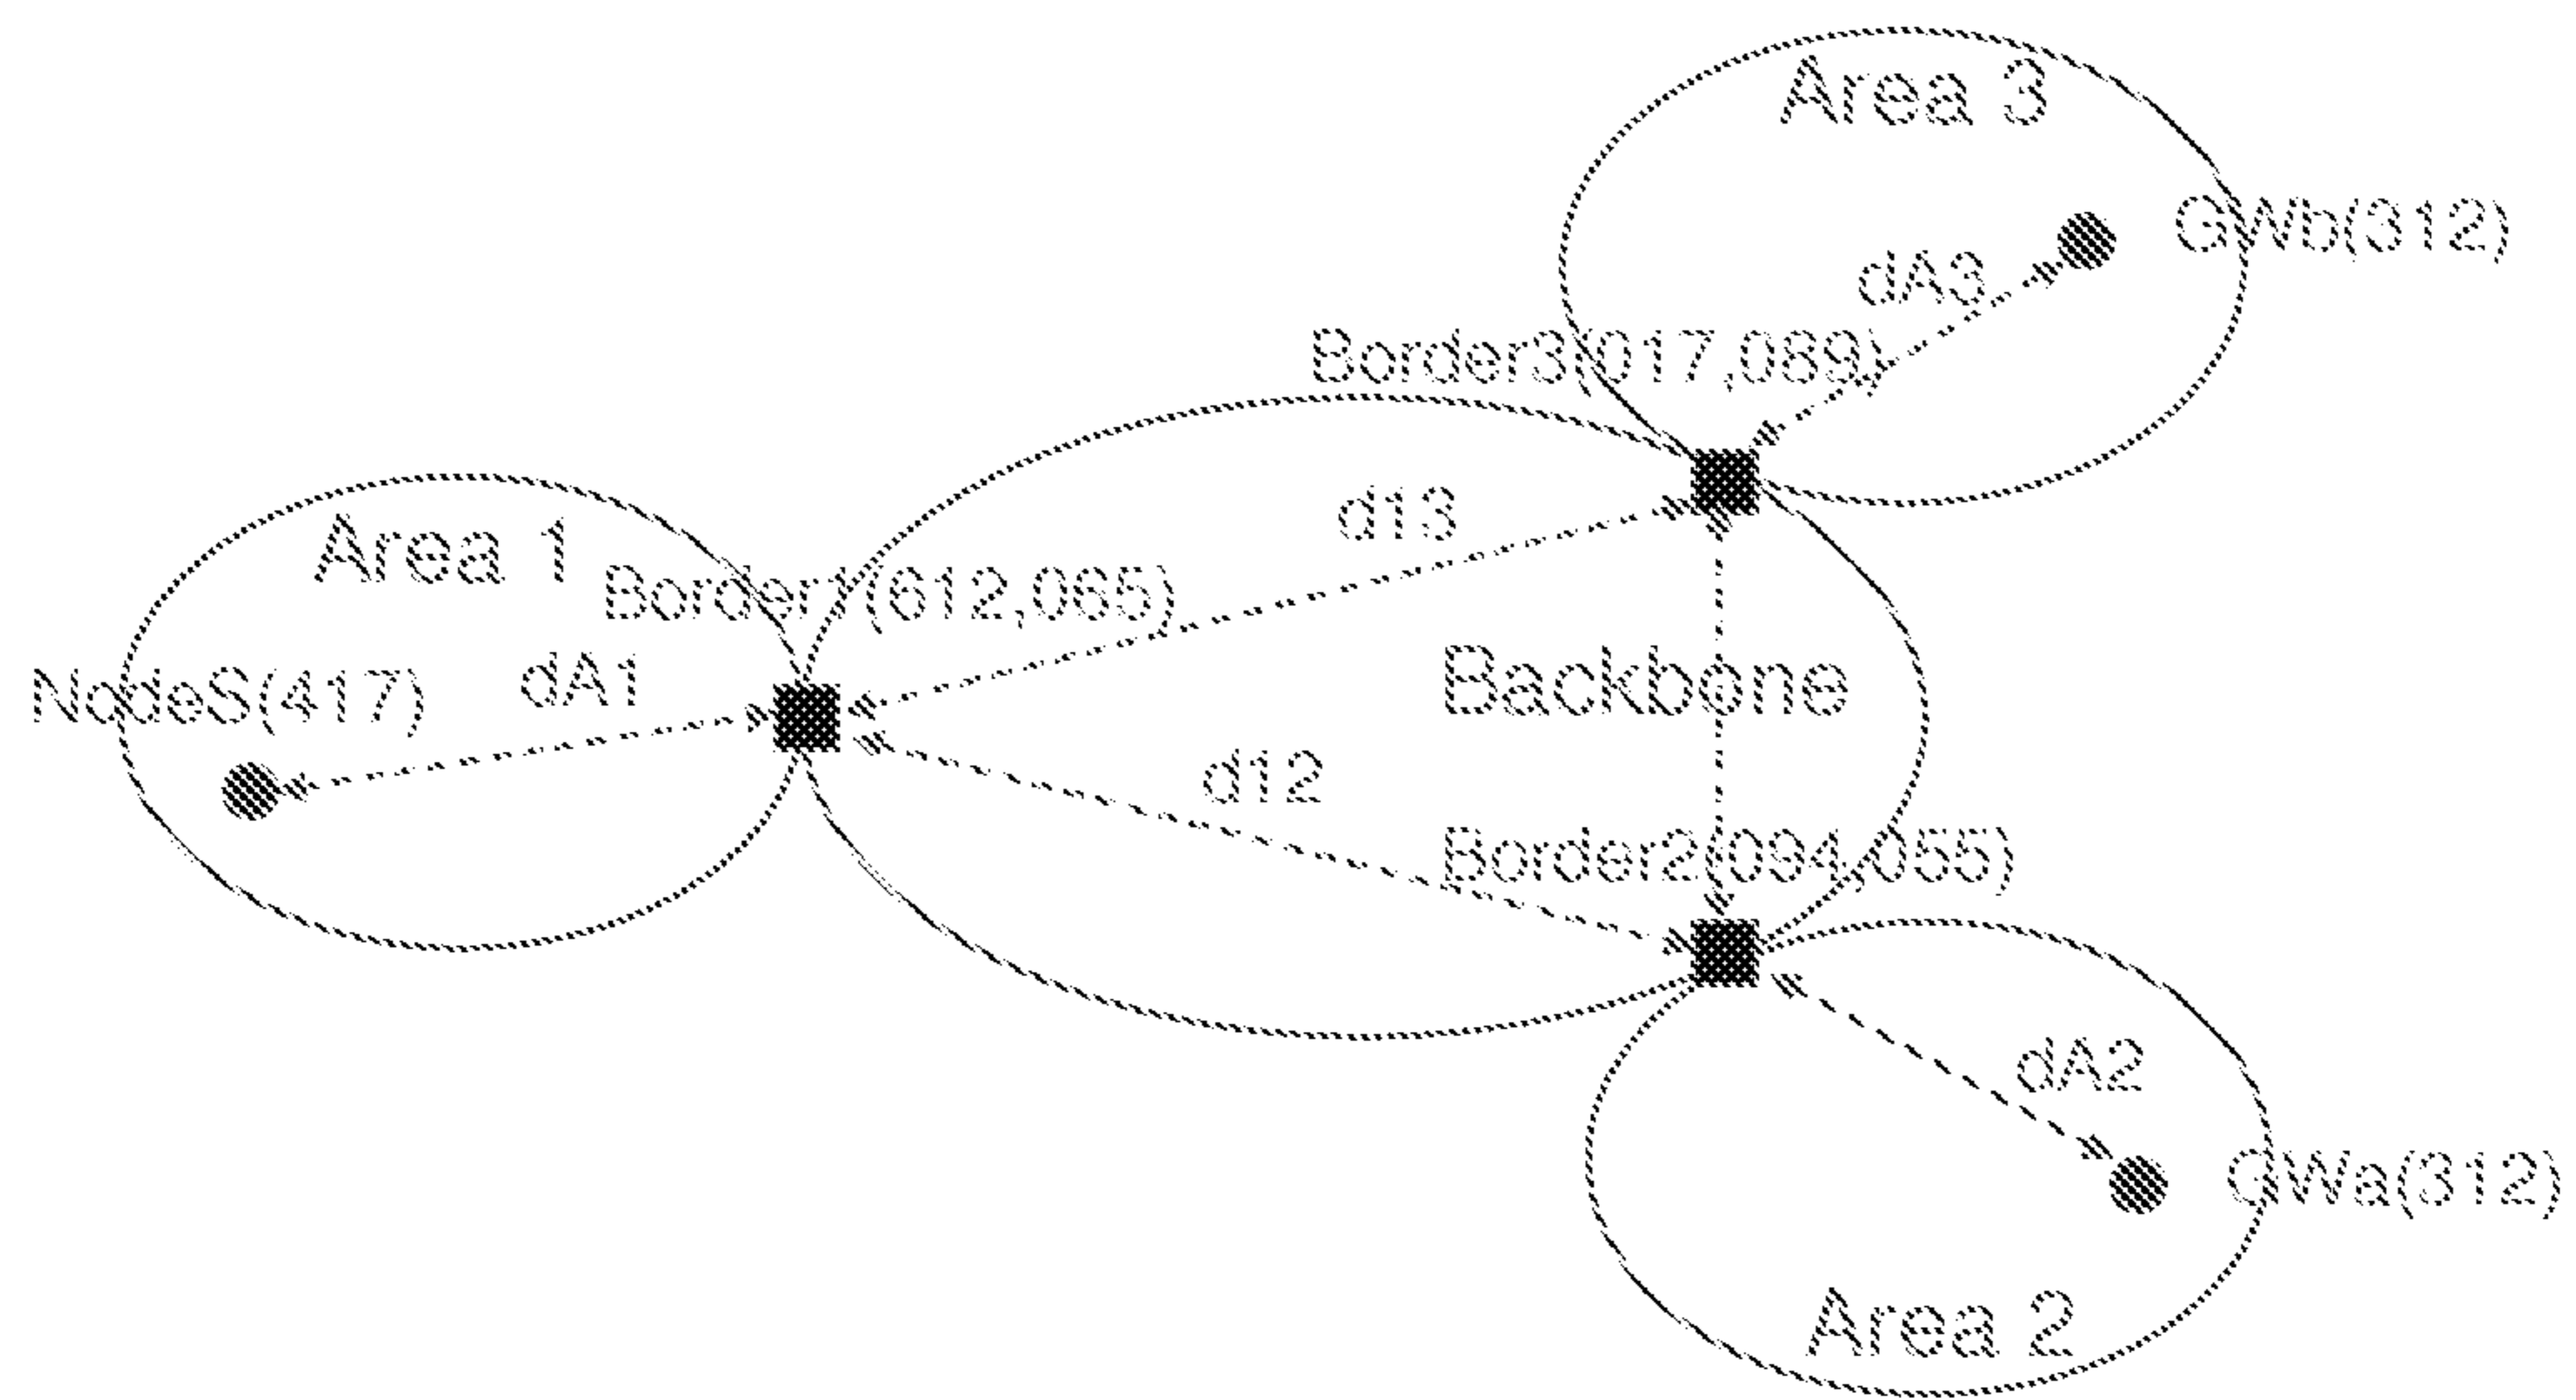 Area 3
GWb(312)
dA3
Border3(017,089)
d13
Area 1
Border1(612,065)
NodeS(417)
dA1
Backbone
d12
Border2(094,055)
dA2
GWa(312)
Area 2